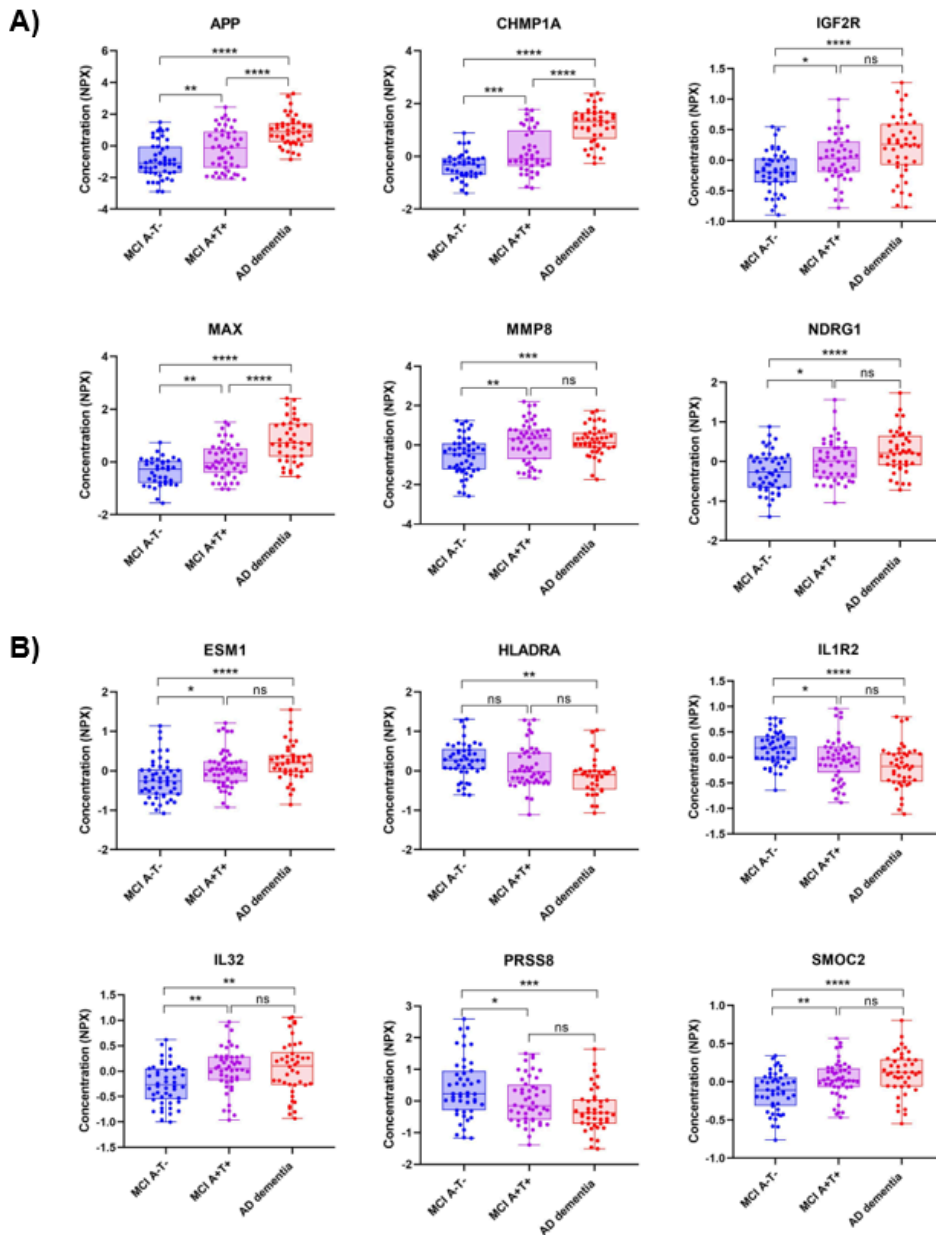 A)
APP
Concentration (NPX)
6
4
2
0
-2
-4
****
**
****
MCI A-T-
MCI A+T+
AD dementia
CHMP1A
Concentration (NPX)
4
2
0
-2
****
***
****
MCI A-T-
MCI A+T+
AD dementia
IGF2R
Concentration (NPX)
1.5
1.0
0.5
0.0
-0.5
-1.0
****
*
ns
MCI A-T-
MCI A+T+
AD dementia
MAX
Concentration (NPX)
4
2
0
-2
****
**
****
MCI A-T-
MCI A+T+
AD dementia
MMP8
Concentration (NPX)
4
2
0
-2
-4
***
**
ns
MCI A-T-
MCI A+T+
AD dementia
NDRG1
Concentration (NPX)
2
1
0
-1
-2
****
*
ns
MCI A-T-
MCI A+T+
AD dementia
B)
ESM1
Concentration (NPX)
2
1
0
-1
-2
****
*
ns
MCI A-T-
MCI A+T+
AD dementia
HLADRA
Concentration (NPX)
2
1
0
-1
-2
**
ns
ns
MCI A-T-
MCI A+T+
AD dementia
IL1R2
Concentration (NPX)
1.5
1.0
0.5
0.0
-0.5
-1.0
-1.5
****
*
ns
MCI A-T-
MCI A+T+
AD dementia
IL32
Concentration (NPX)
1.5
1.0
0.5
0.0
-0.5
-1.0
-1.5
**
**
ns
MCI A-T-
MCI A+T+
AD dementia
PRSS8
Concentration (NPX)
3
2
1
0
-1
-2
***
*
ns
MCI A-T-
MCI A+T+
AD dementia
SMOC2
Concentration (NPX)
1.0
0.5
0.0
-0.5
-1.0
****
**
ns
MCI A-T-
MCI A+T+
AD dementia